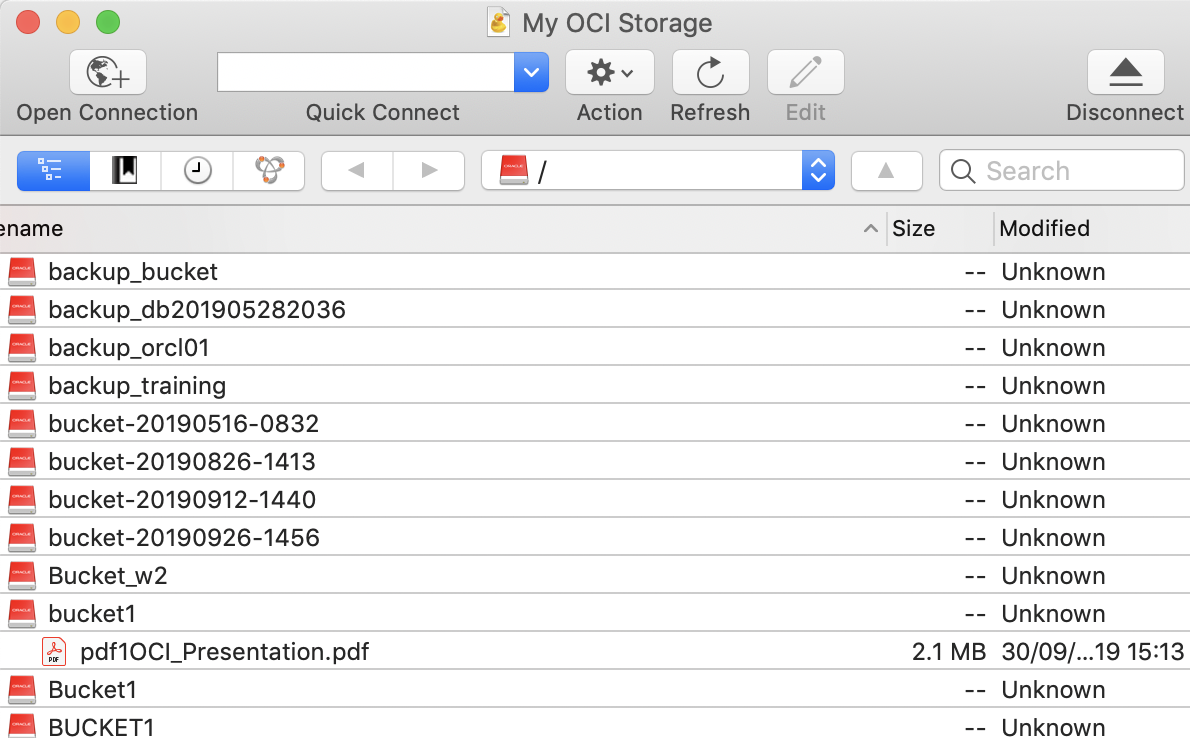 My OCI Storage
Open Connection Quick Connect Action Refresh Edit Disconnect
/ Search
ename Size Modified
backup_bucket -- Unknown
backup_db201905282036 -- Unknown
backup_orcl01 -- Unknown
backup_training -- Unknown
bucket-20190516-0832 -- Unknown
bucket-20190826-1413 -- Unknown
bucket-20190912-1440 -- Unknown
bucket-20190926-1456 -- Unknown
Bucket_w2 -- Unknown
bucket1 -- Unknown
PDF pdf1OCI_Presentation.pdf 2.1 MB 30/09/...19 15:13
Bucket1 -- Unknown
BUCKET1 -- Unknown